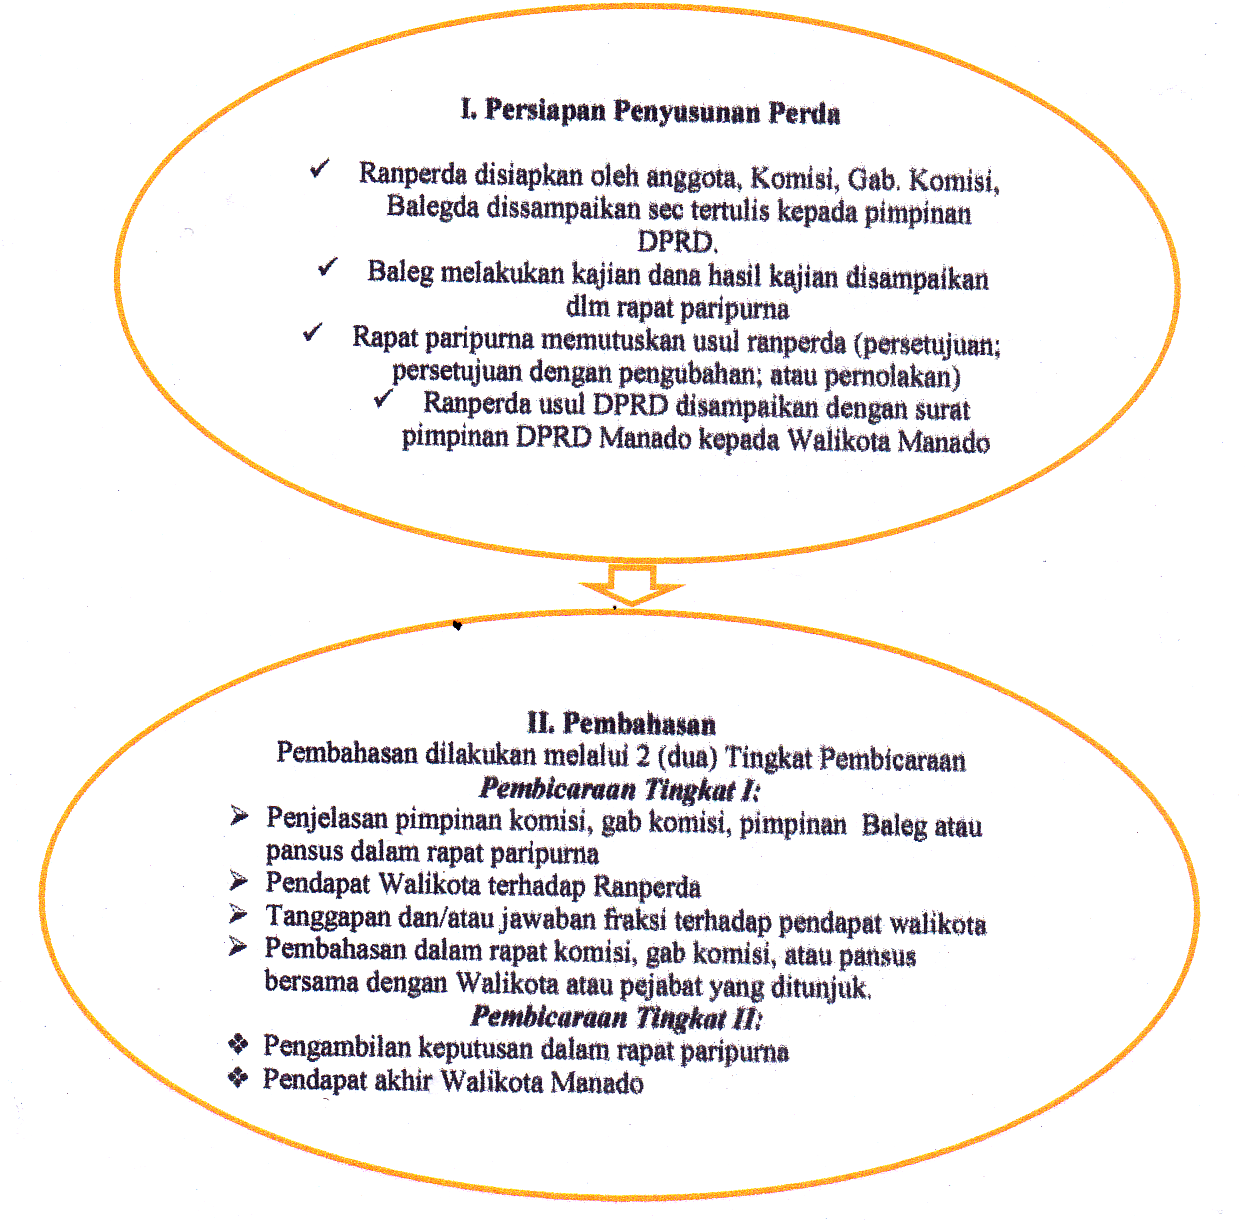 I. Persiapan Penyusunan Perda
✓ Ranperda disiapkan oleh anggota, Komisi, Gab. Komisi,
Balegda dissampaikan sec tertulis kepada pimpinan
DPRD.
✓ Baleg melakukan kajian dana hasil kajian disampaikan
dlm rapat paripurna
✓ Rapat paripurna memutuskan usul ranperda (persetujuan;
persetujuan dengan pengubahan; atau pernolakan)
✓ Ranperda usul DPRD disampaikan dengan surat
pimpinan DPRD Manado kepada Walikota Manado
II. Pembahasan
Pembahasan dilakukan melalui 2 (dua) Tingkat Pembicaraan
Pembicaraan Tingkat I:
➢ Penjelasan pimpinan komisi, gab komisi, pimpinan Baleg atau
pansus dalam rapat paripurna
➢ Pendapat Walikota terhadap Ranperda
➢ Tanggapan dan/atau jawaban fraksi terhadap pendapat walikota
➢ Pembahasan dalam rapat komisi, gab komisi, atau pansus
bersama dengan Walikota atau pejabat yang ditunjuk.
Pembicaraan Tingkat II:
❖ Pengambilan keputusan dalam rapat paripurna
❖ Pendapat akhir Walikota Manado